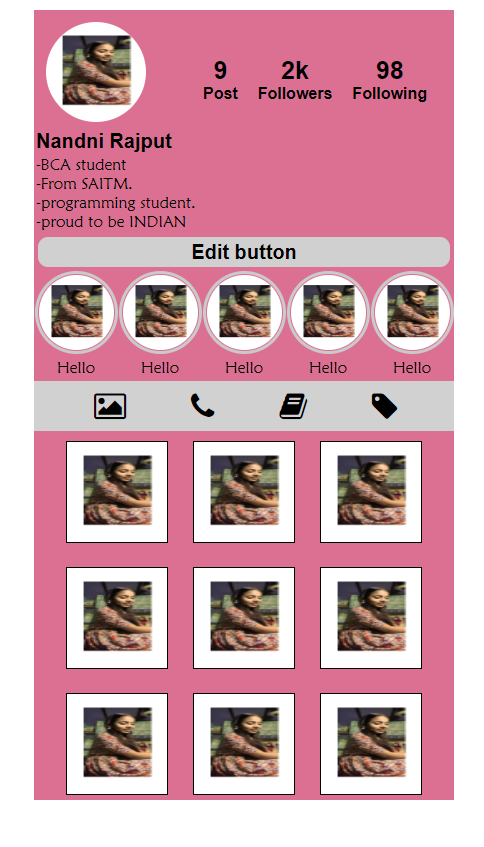 9 2k 98
Post Followers Following
Nandni Rajput
-BCA student
-From SAITM.
-programming student.
-proud to be INDIAN
Edit button
Hello Hello Hello Hello Hello